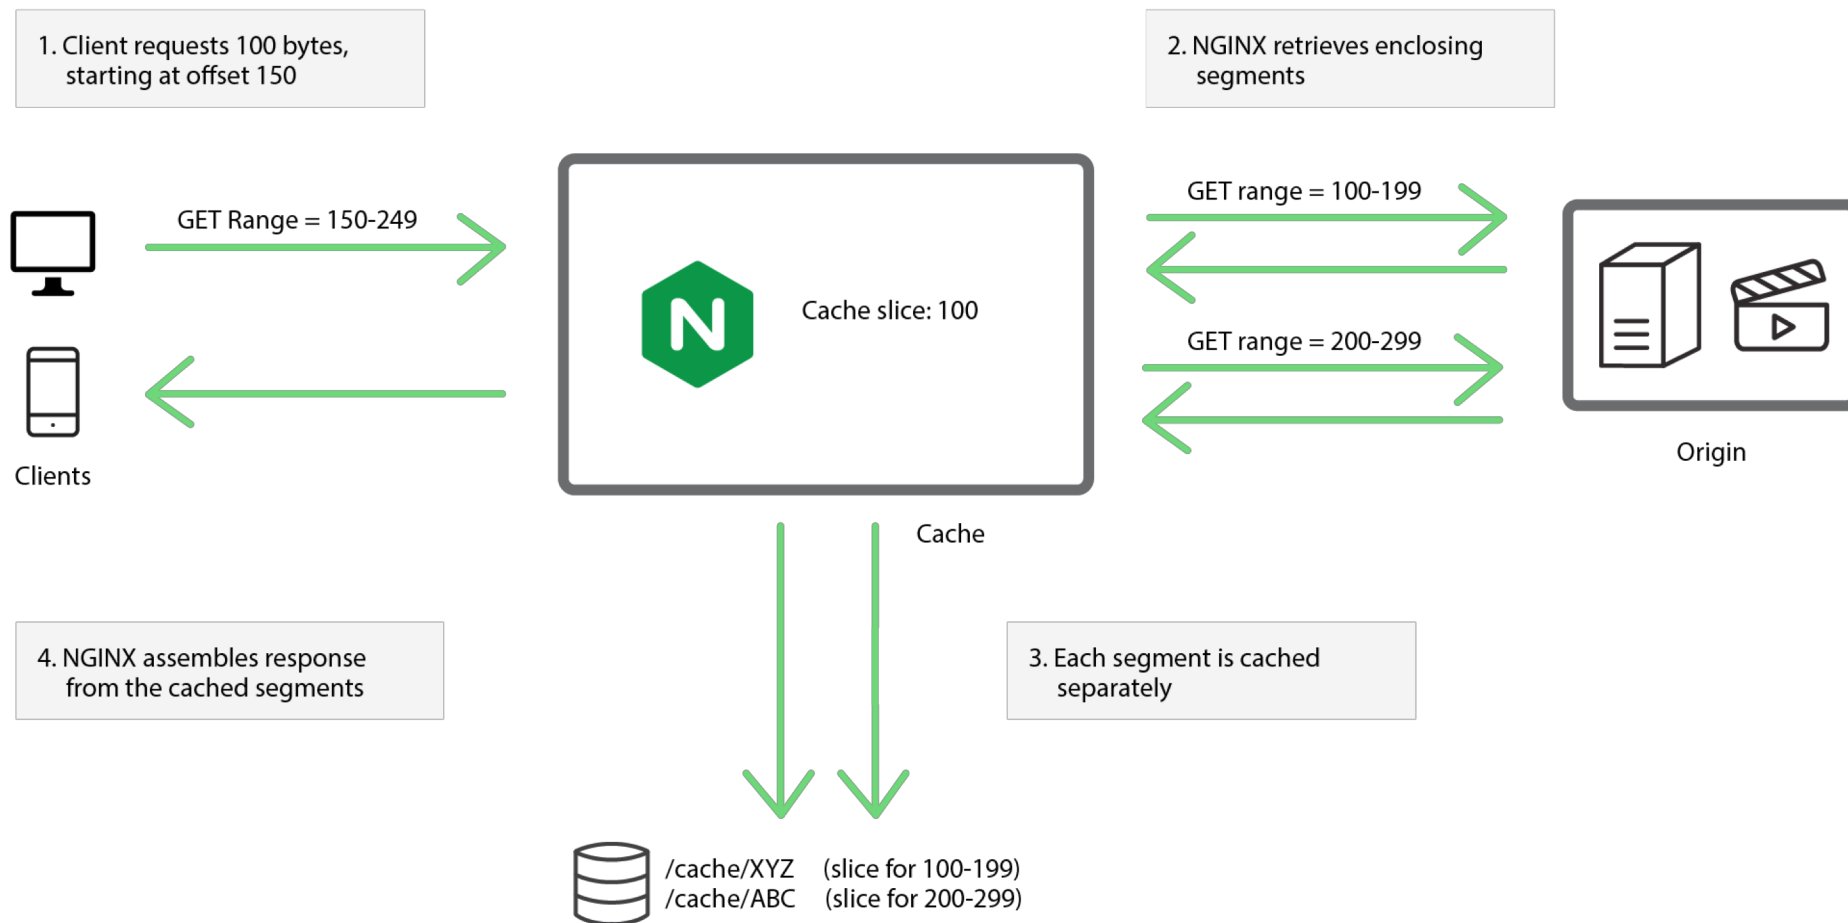 1. Client requests 100 bytes,
starting at offset 150
2. NGINX retrieves enclosing
segments
GET Range = 150-249
GET range = 100-199
N
Cache slice: 100
GET range = 200-299
Clients
Origin
Cache
4. NGINX assembles response
from the cached segments
3. Each segment is cached
separately
/cache/XYZ (slice for 100-199)
/cache/ABC (slice for 200-299)